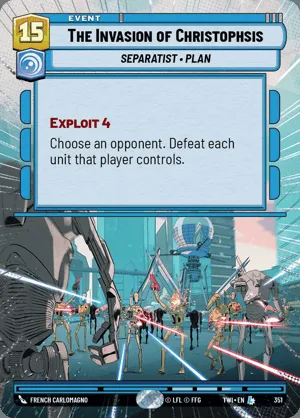 EVENT
15
THE INVASION OF CHRISTOPHSIS
SEPARATIST • PLAN
EXPLOIT 4
Choose an opponent. Defeat each
unit that player controls.
FRENCH CARLOMAGNO
© LFL © FFG
TWI • EN
351